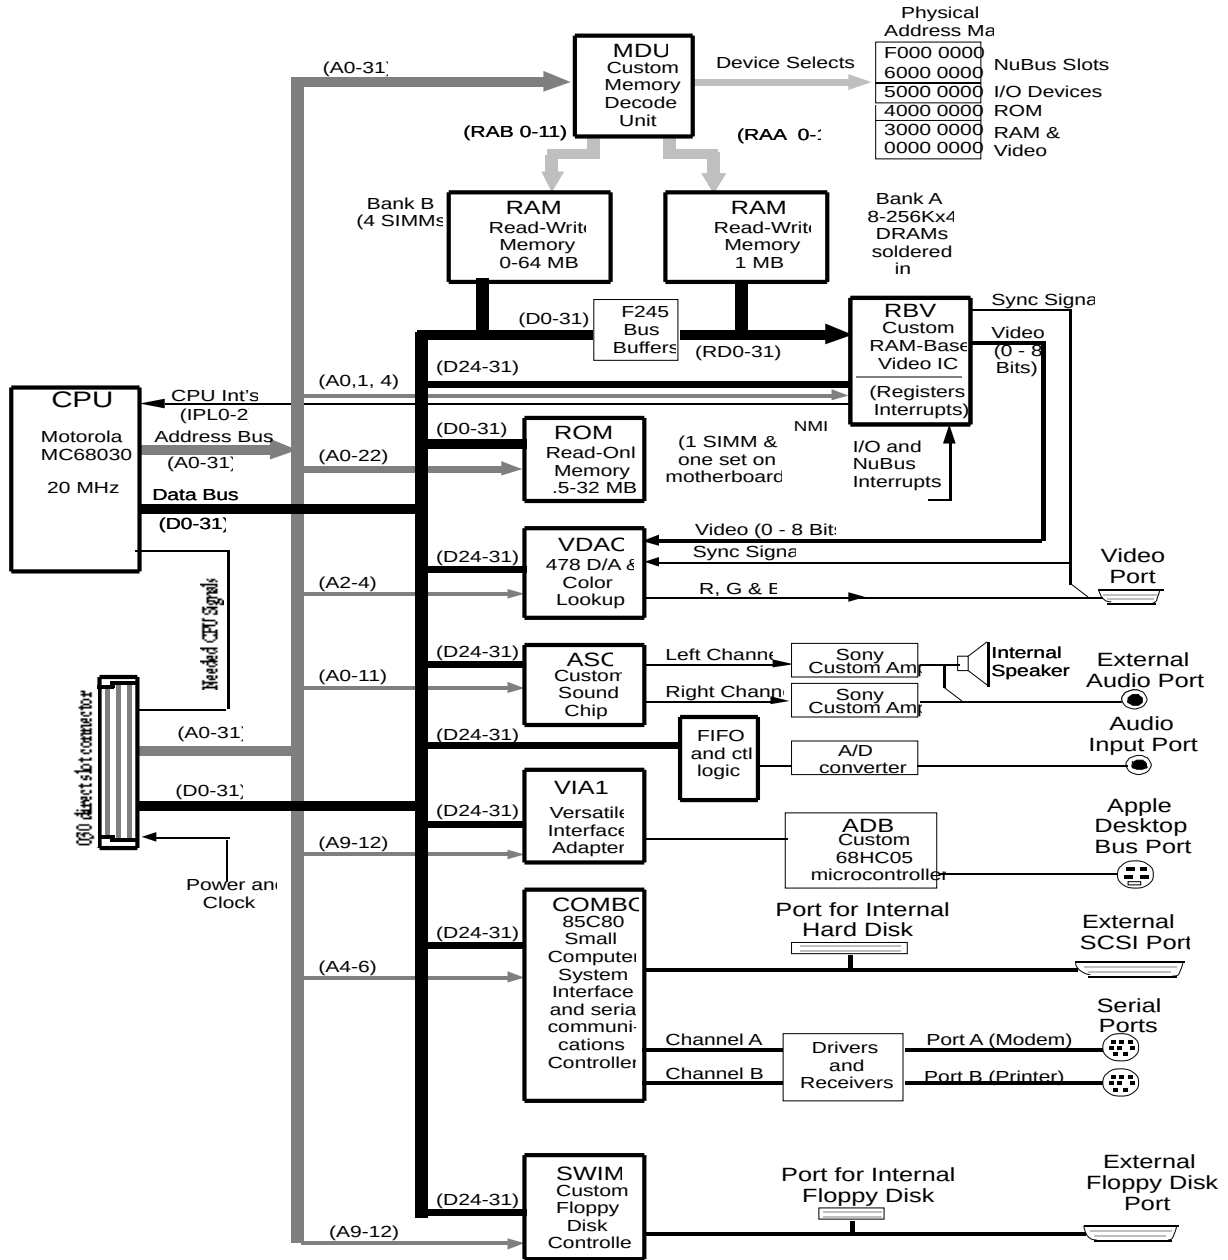 Physical
Address Ma
F000 0000
6000 0000
NuBus Slots
5000 0000
I/O Devices
4000 0000
ROM
3000 0000
0000 0000
RAM &
Video
MDU
Custom
Memory
Decode
Unit
(A0-31)
Device Selects
(RAB 0-11)
(RAA 0-1
Bank B
(4 SIMMs
RAM
Read-Write
Memory
0-64 MB
RAM
Read-Write
Memory
1 MB
Bank A
8-256Kx4
DRAMs
soldered
in
(D0-31)
F245
Bus
Buffers
(RD0-31)
RBV
Custom
RAM-Base
Video IC
(Registers
Interrupts)
Sync Signa
Video
(0 - 8
Bits)
(D24-31)
(A0,1, 4)
CPU
Motorola
MC68030
20 MHz
CPU Int's
(IPL0-2
Address Bus
(A0-31)
Data Bus
(D0-31)
(D0-31)
(A0-22)
ROM
Read-Onl
Memory
.5-32 MB
(1 SIMM &
one set on
motherboard
NMI
I/O and
NuBus
Interrupts
Needed CPU Signals
(D24-31)
(A2-4)
VDAC
478 D/A &
Color
Lookup
Video (0 - 8 Bit
Sync Signa
R, G & B
Video
Port
(D24-31)
(A0-11)
ASC
Custom
Sound
Chip
Left Channe
Right Chann
Sony
Custom Am
Sony
Custom Am
Internal
Speaker
External
Audio Port
030 direct slot connector
(A0-31)
(D0-31)
Power and
Clock
(D24-31)
FIFO
and ctl
logic
A/D
converter
Audio
Input Port
(D24-31)
(A9-12)
VIA1
Versatile
Interface
Adapter
ADB
Custom
68HC05
microcontroller
Apple
Desktop
Bus Port
(D24-31)
(A4-6)
COMBO
85C80
Small
Computer
System
Interface
and seria
communi-
cations
Controller
Port for Internal
Hard Disk
External
SCSI Port
Channel A
Channel B
Drivers
and
Receivers
Port A (Modem)
Port B (Printer)
Serial
Ports
(D24-31)
(A9-12)
SWIM
Custom
Floppy
Disk
Controlle
Port for Internal
Floppy Disk
External
Floppy Disk
Port